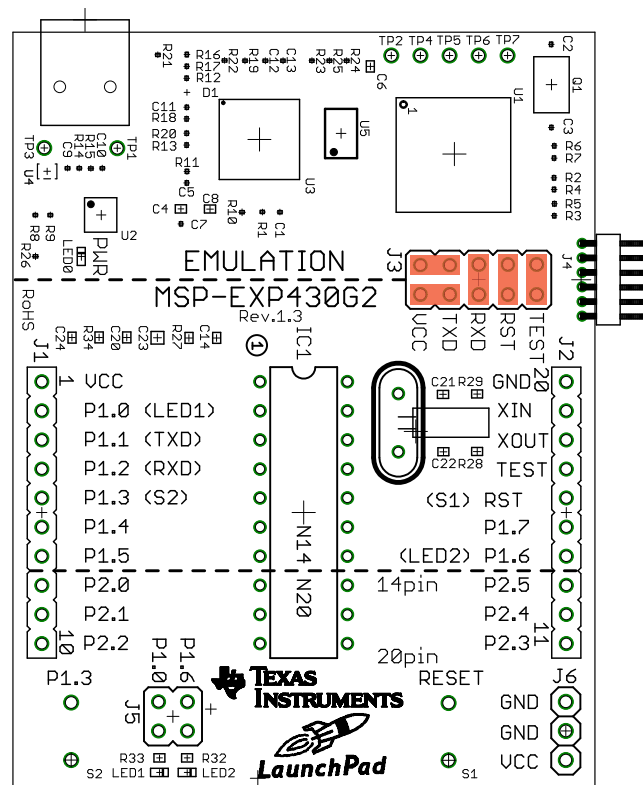 TP2 TP4 TP5 TP6 TP7
C2
R21
R16
R17
R12
R22
R19
C12
C13
R23
R25
R24
C6
D1
U1
1
Q1
C11
R18
R20
R13
U5
C3
R6
R7
TP3
C9
R14
R15
C10
TP1
U4
R11
C5
U3
R2
R4
R5
R3
C4
C8
C7
R10
R1
C1
U2
R8
R9
R26
LED0
PWR
EMULATION
J3
J4
MSP-EXP430G2
Rev.1.3
RoHS
VCC
TXD
RXD
RST
TEST
C24
R34
C20
C23
R27
C14
1
IC1
J1
J2
1
20
VCC
P1.0 (LED1)
P1.1 (TXD)
P1.2 (RXD)
P1.3 (S2)
P1.4
P1.5
P2.0
P2.1
P2.2
10
N14 N20
C21 R29
C22 R28
GND
XIN
XOUT
TEST
(S1) RST
P1.7
(LED2) P1.6
14pin
P2.5
P2.4
P2.3
11
20pin
P1.3
P1.0
P1.6
J5
TEXAS
INSTRUMENTS
RESET
J6
GND
GND
VCC
R33
R32
S2
LED1
LED2
LaunchPad
S1